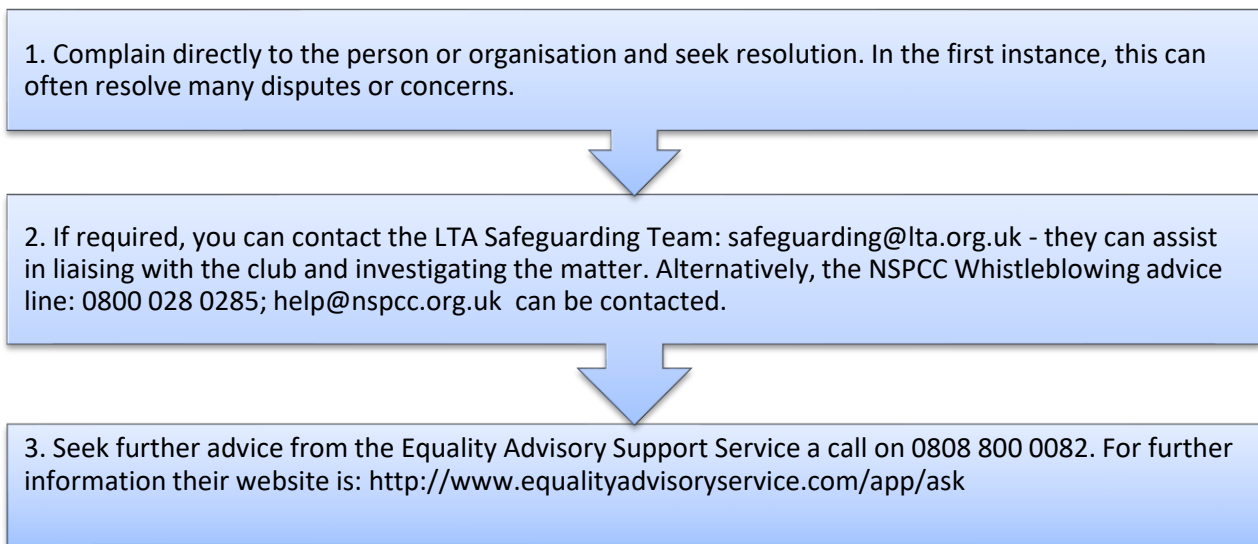 1. Complain directly to the person or organisation and seek resolution. In the first instance, this can
often resolve many disputes or concerns.
2. If required, you can contact the LTA Safeguarding Team: safeguarding@lta.org.uk - they can assist
in liaising with the club and investigating the matter. Alternatively, the NSPCC Whistleblowing advice
line: 0800 028 0285; help@nspcc.org.uk  can be contacted.
3. Seek further advice from the Equality Advisory Support Service a call on 0808 800 0082. For further
information their website is: http://www.equalityadvisoryservice.com/app/ask